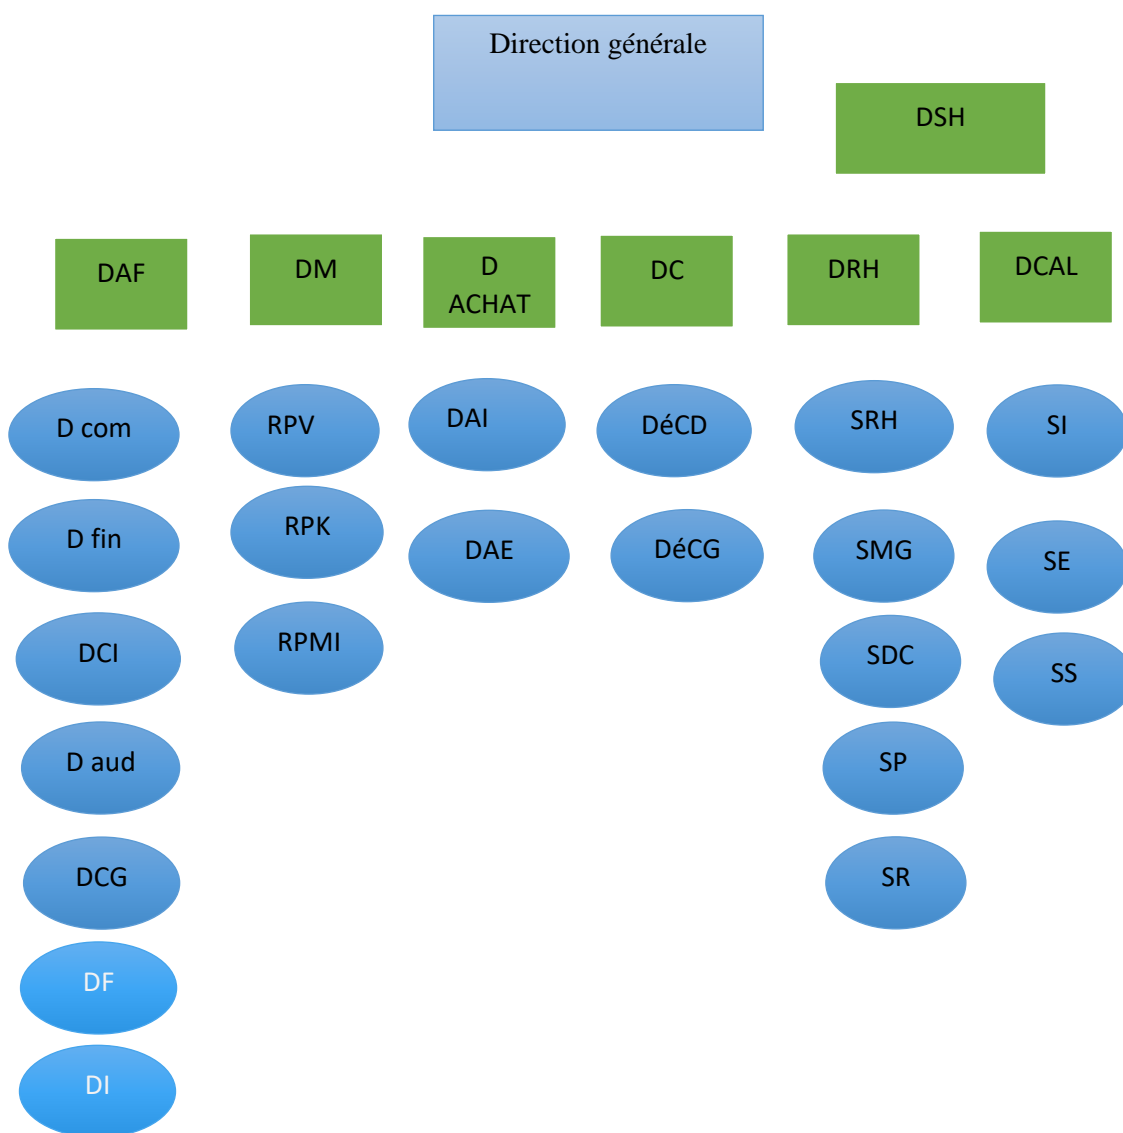 Direction générale
DSH
DAF
DM
D
ACHAT
DC
DRH
DCAL
D com
RPV
DAI
DéCD
SRH
SI
D fin
RPK
DAE
DéCG
SMG
SE
DCI
RPMI
SDC
SS
D aud
SP
DCG
SR
DF
DI